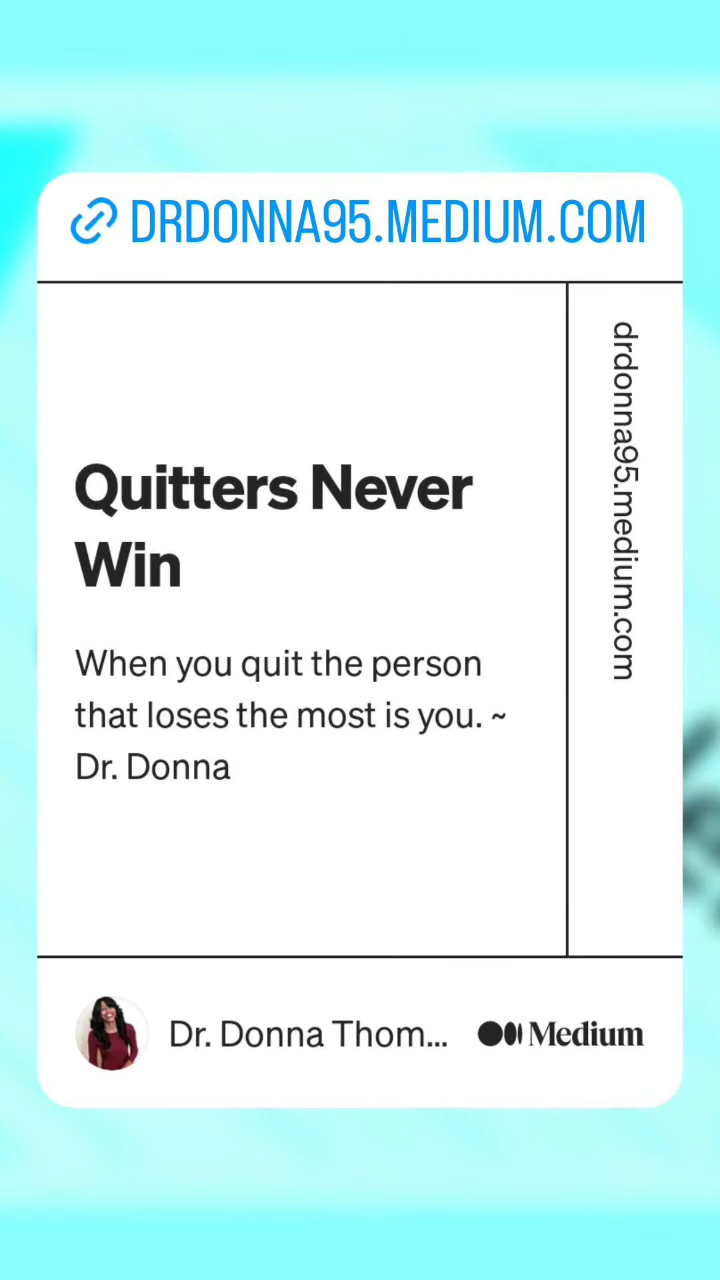 DRDONNA95.MEDIUM.COM
drdonna95.medium.com
Quitters Never
Win
When you quit the person
that loses the most is you. ~
Dr. Donna
Dr. Donna Thom...
Medium